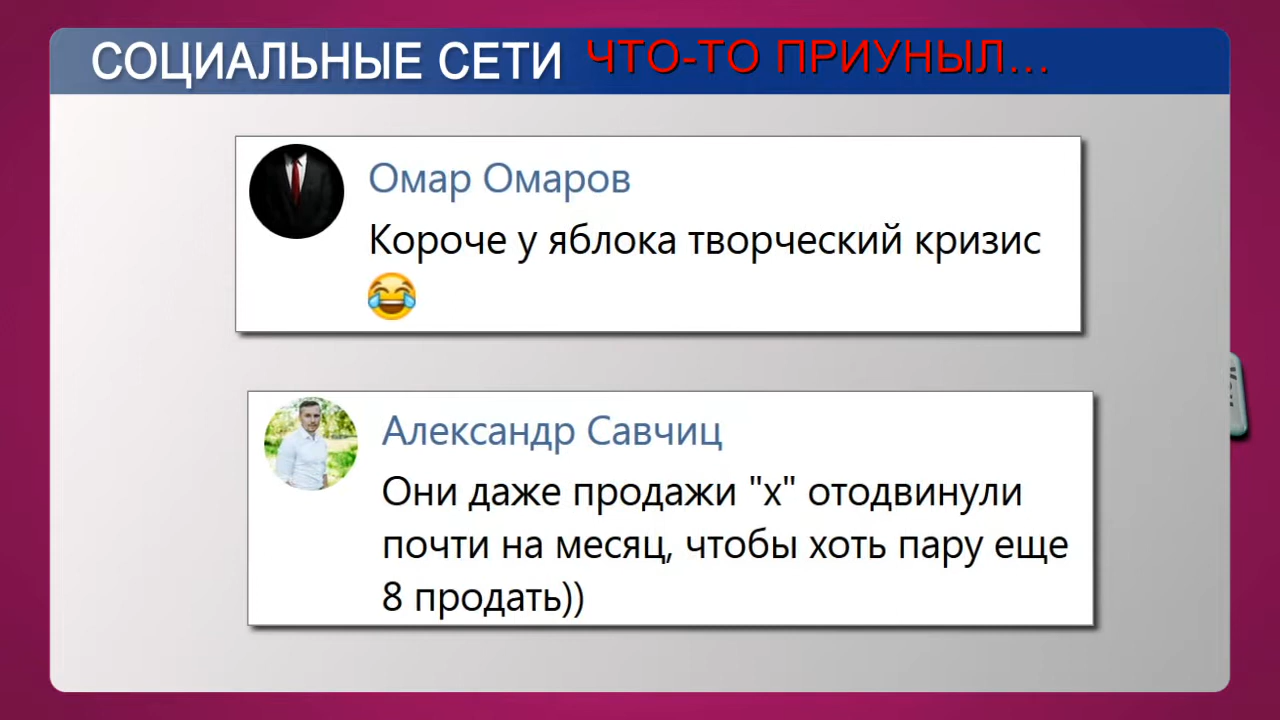 СОЦИАЛЬНЫЕ СЕТИ ЧТО-ТО ПРИУНЫЛ...
Омар Омаров
Короче у яблока творческий кризис
😂
Александр Савчиц
Они даже продажи "х" отодвинули
почти на месяц, чтобы хоть пару еще
8 продать))